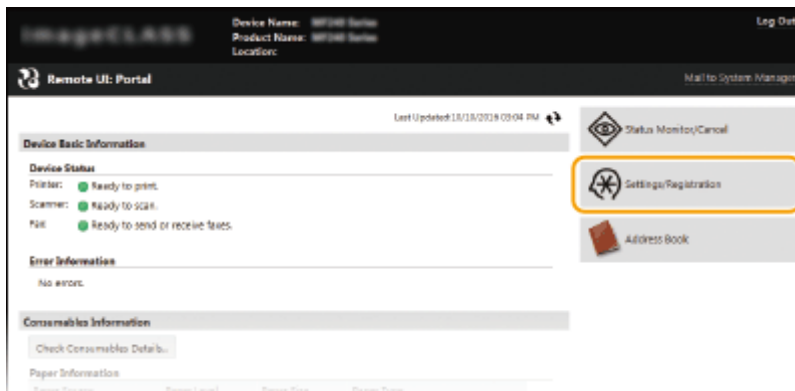 Device Name:
Log Out
Product Name:
Location:
Remote UI: Portal
Mail to System Manager
Last Updated:10/10/2016 03:04 PM
Device Basic Information
Device Status
Printer: Ready to print.
Scanner: Ready to scan.
Fax: Ready to send or receive faxes.
Error Information
No errors.
Consumables Information
Check Consumables Details...
Paper Information
Status Monitor/Cancel
Settings/Registration
Address Book